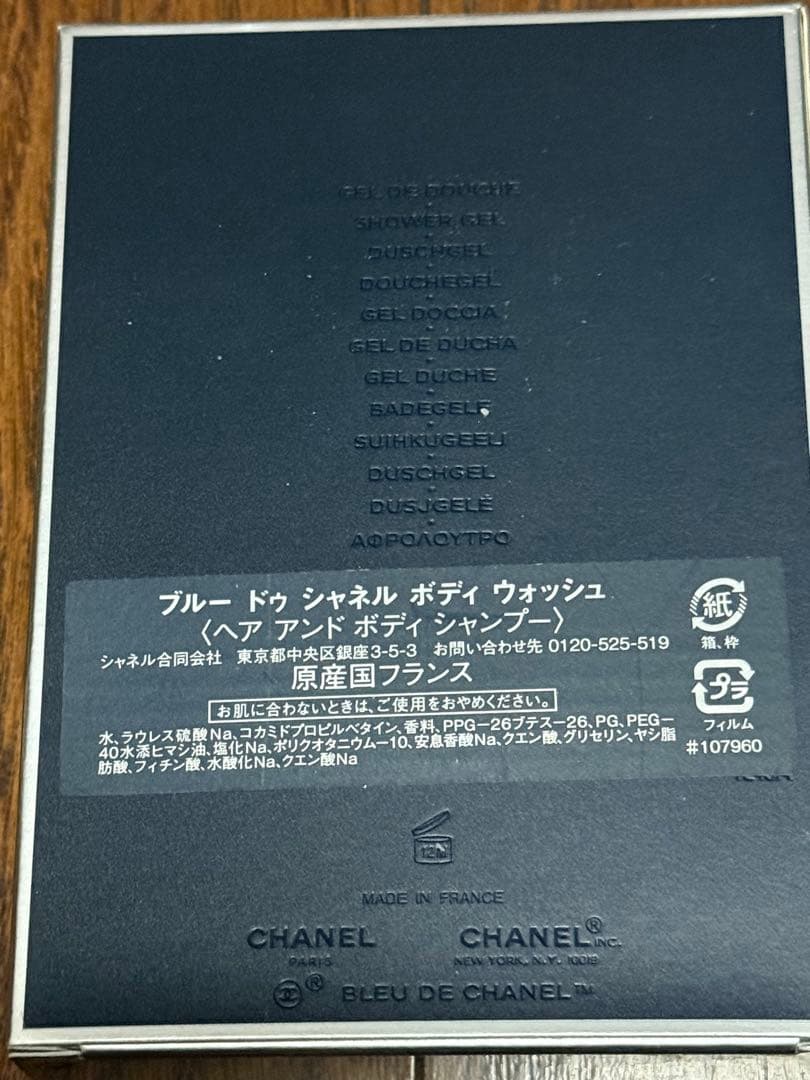 GEL DE DOUCHE
SHOWER GEL
DUSCHGEL
DOUCHEGEL
GEL DOCCIA
GEL DE DUCHA
GEL DUCHE
BADEGELE
SUIHKUGEELI
DUSCHGEL
DUSJGELÉ
ΑΦΡΟΛΟΥΤΡΟ
ブルー ドゥ シャネル ボディ ウォッシュ
〈ヘア アンド ボディ シャンプー〉
シャネル合同会社 東京都中央区銀座3-5-3 お問い合わせ先 0120-525-519
原産国フランス
お肌に合わないときは、ご使用をおやめください。
水、ラウレス硫酸Na、コカミドプロピルベタイン、香料、PPG-26ブテス-26、PG、PEG-
40水添ヒマシ油、塩化Na、ポリクオタニウム-10、安息香酸Na、クエン酸、グリセリン、ヤシ脂
肪酸、フィチン酸、水酸化Na、クエン酸Na
紙
箱、枠
プラ
フィルム
#107960
12M
MADE IN FRANCE
CHANEL
PARIS
CHANEL® INC.
NEW YORK, N.Y. 10019
® BLEU DE CHANEL™